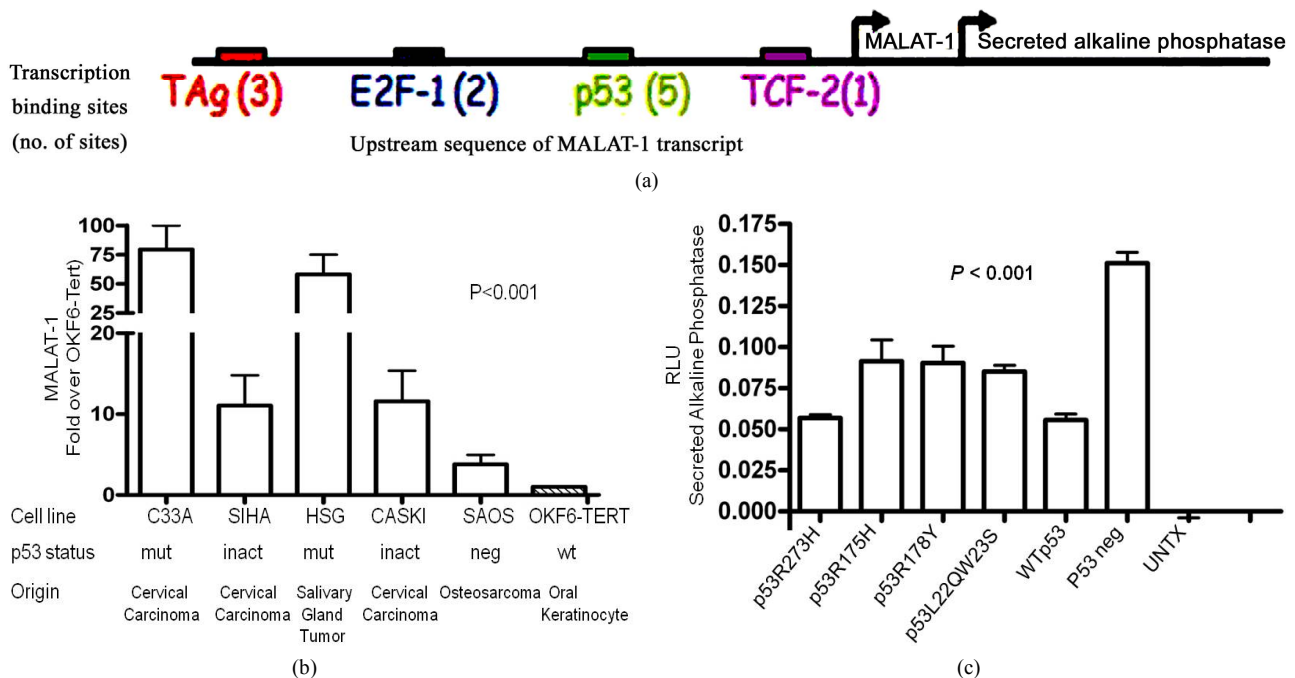 MALAT-1 Secreted alkaline phosphatase
Transcription
binding sites
(no. of sites)
TAg (3) E2F-1 (2) p53 (5) TCF-2(1)
Upstream sequence of MALAT-1 transcript
(a)
MALAT-1
Fold over OKF6-Tert)
100
75
50
25
20
10
0
P<0.001
Cell line C33A SIHA HSG CASKI SAOS OKF6-TERT
p53 status mut inact mut inact neg wt
Origin Cervical Cervical Salivary Cervical Osteosarcoma Oral
Carcinoma Carcinoma Gland Carcinoma Keratinocyte
Tumor
(b)
RLU
Secreted Alkaline Phosphatase
0.175
0.150
0.125
0.100
0.075
0.050
0.025
0.000
P < 0.001
p53R273H
p53R175H
p53R178Y
p53L22QW23S
WTp53
P53 neg
UNTX
(c)